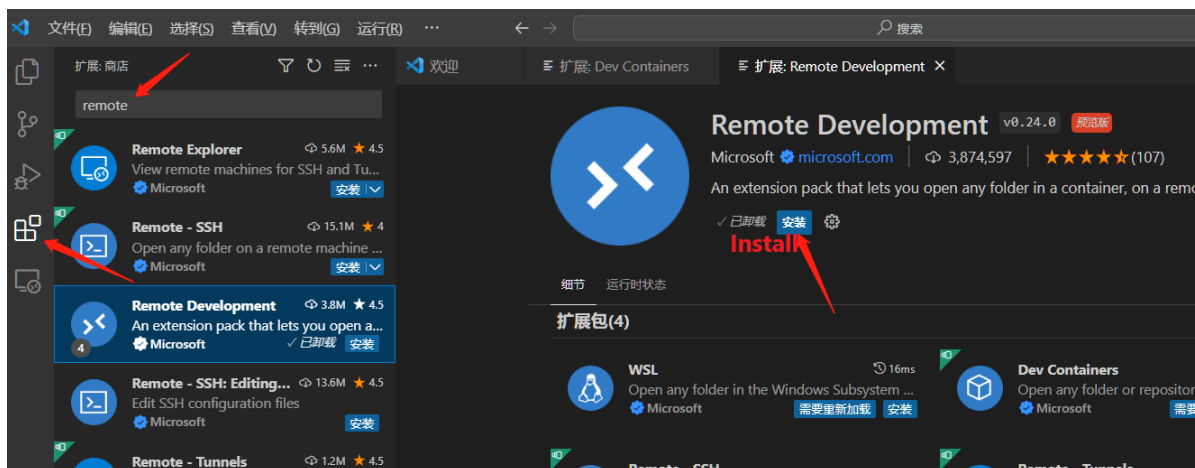 文件(F) 编辑(E) 选择(S) 查看(V) 转到(G) 运行(R) ··· 搜索
扩展: 商店
remote
Remote Explorer 5.6M 4.5
View remote machines for SSH and Tu...
Microsoft 安装
Remote - SSH 15.1M 4
Open any folder on a remote machine ...
Microsoft 安装
Remote Development 3.8M 4.5
An extension pack that lets you open a...
4 Microsoft 已卸载 安装
Remote - SSH: Editing... 13.6M 4.5
Edit SSH configuration files
Microsoft 安装
Remote - Tunnels 1.2M 4.5
欢迎 扩展: Dev Containers 扩展: Remote Development
Remote Development v0.24.0 预览版
Microsoft microsoft.com 3,874,597 (107)
An extension pack that lets you open any folder in a container, on a remo
已卸载 安装
Install
细节 运行时状态
扩展包(4)
WSL 16ms
Open any folder in the Windows Subsystem ...
Microsoft 需要重新加载 安装
Dev Containers
Open any folder or repositor
Microsoft 需要